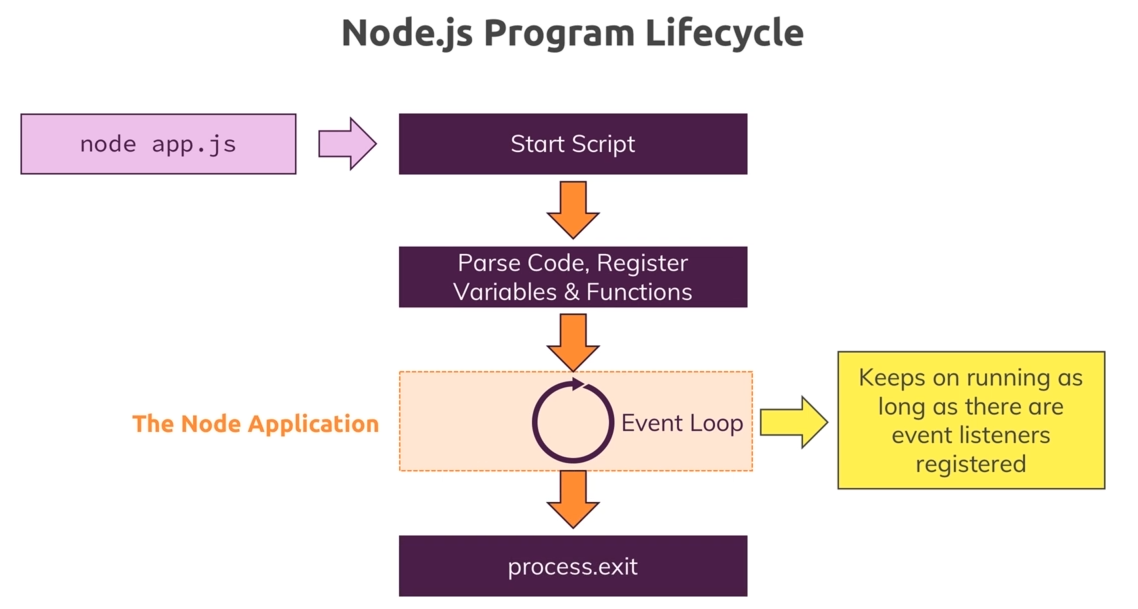 Node.js Program Lifecycle
node app.js
Start Script
Parse Code, Register
Variables & Functions
The Node Application
Event Loop
Keeps on running as
long as there are
event listeners
registered
process.exit